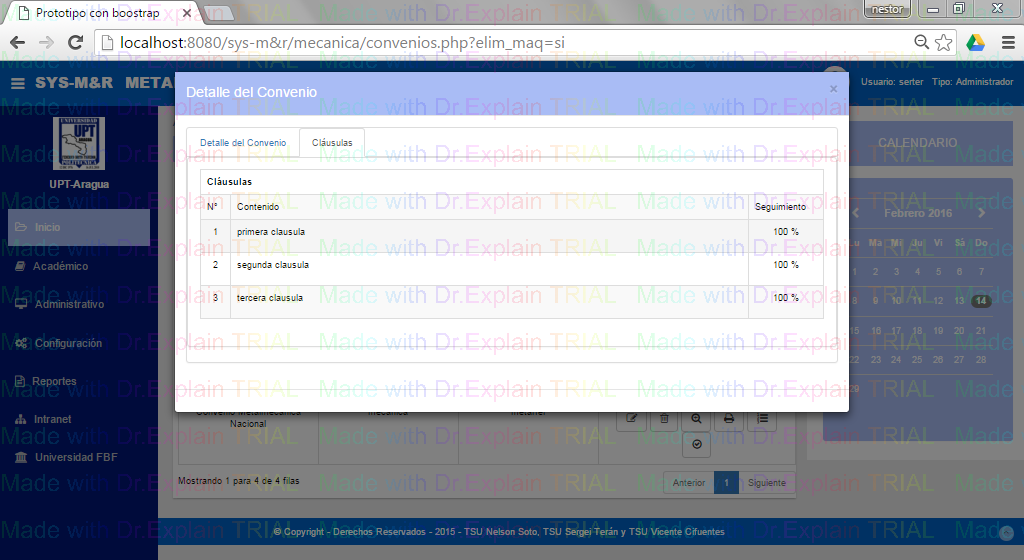 Prototipo con boostrap
nestor
localhost:8080/sys-m&r/mecanica/convenios.php?elim_maq=si
SYS-M&R META
Usuario: serter Tipo: Administrador
Detalle del Convenio
×
UNIVERSIDAD
UPT
ARAGUA
POLITECNICA
UPT-Aragua
Inicio
Académico
Administrativo
Configuración
Reportes
Intranet
Universidad FBF
Detalle del Convenio Cláusulas
Cláusulas
N° Contenido Seguimiento
1 primera clausula 100 %
2 segunda clausula 100 %
3 tercera clausula 100 %
CALENDARIO
Febrero 2016
Lu Ma Mi Ju Vi Sá Do
1 2 3 4 5 6 7
8 9 10 11 12 13 14
15 16 17 18 19 20 21
22 23 24 25 26 27 28
29
Convenio Metalmecanica Nacional
mecanica
metarrer
Mostrando 1 para 4 de 4 filas
Anterior 1 Siguiente
© Copyright - Derechos Reservados - 2015 - TSU Nelson Soto, TSU Sergei Terán y TSU Vicente Cifuentes
Made with Dr.Explain TRIAL